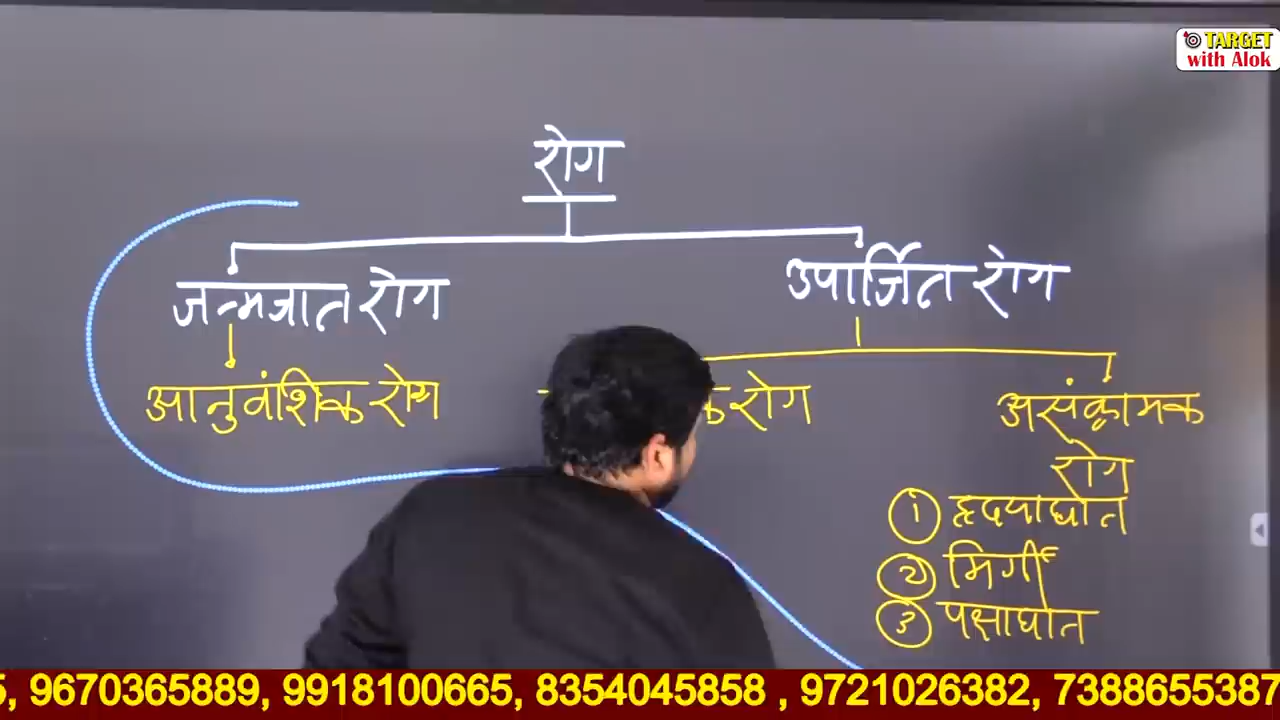 TARGET
with Alok
रोग
जन्मजात रोग
उपार्जित रोग
आनुवंशिक रोग
क रोग
असंक्रामक
रोग
① हृदयाघात
② मिर्गी
③ पक्षाघात
5, 9670365889, 9918100665, 8354045858 , 9721026382, 7388655387